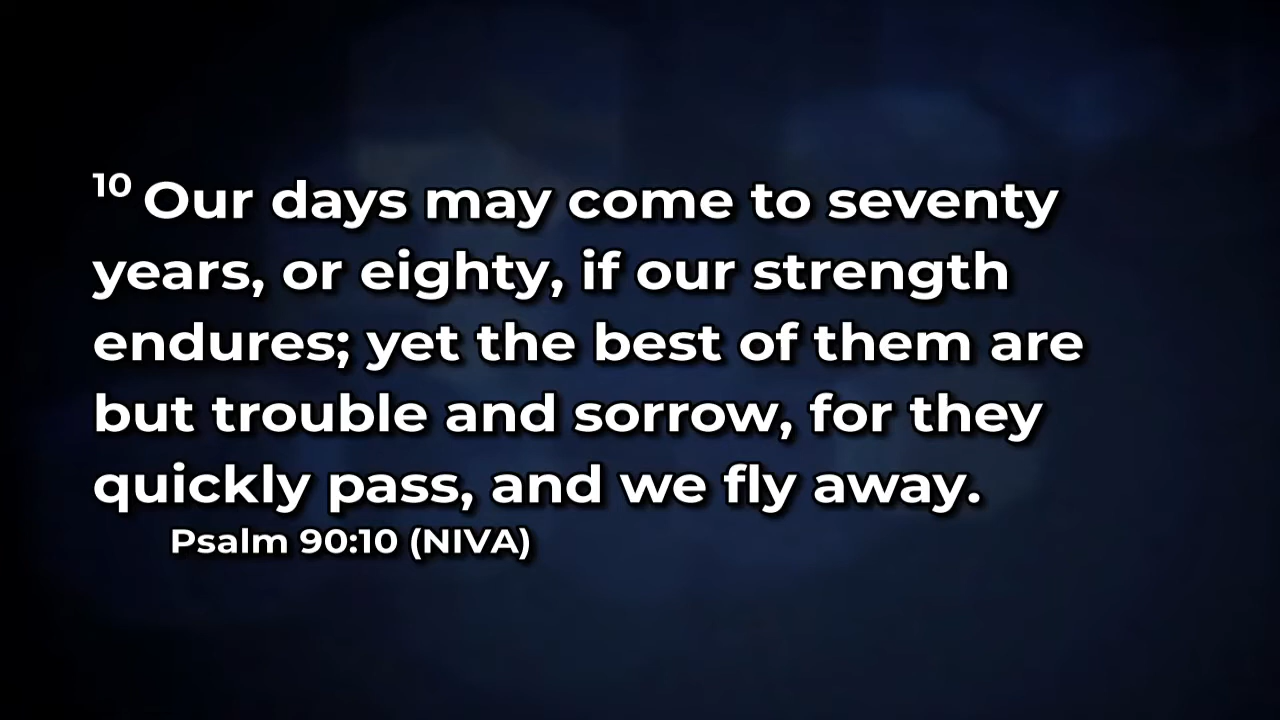 10 Our days may come to seventy
years, or eighty, if our strength
endures; yet the best of them are
but trouble and sorrow, for they
quickly pass, and we fly away.
Psalm 90:10 (NIVA)